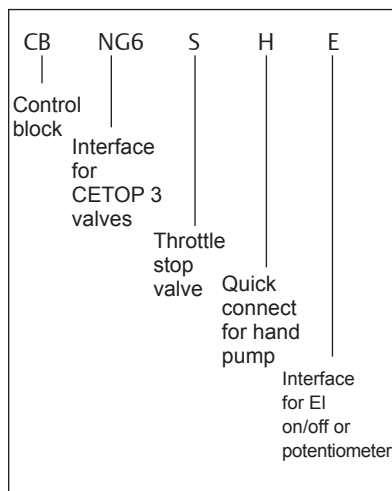 CB NG6 S H E
Control
block
Interface
for
CETOP 3
valves
Throttle
stop
valve
Quick
connect
for hand
pump
Interface
for El
on/off or
potentiometer